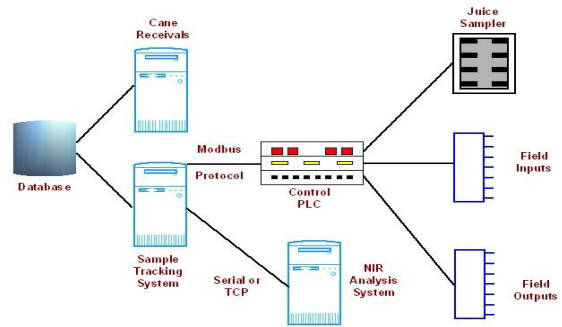 Cane
Receivals
Juice
Sampler
Modbus
Protocol
Control
PLC
Field
Inputs
Database
Sample
Tracking
System
Serial or
TCP
NIR
Analysis
System
Field
Outputs